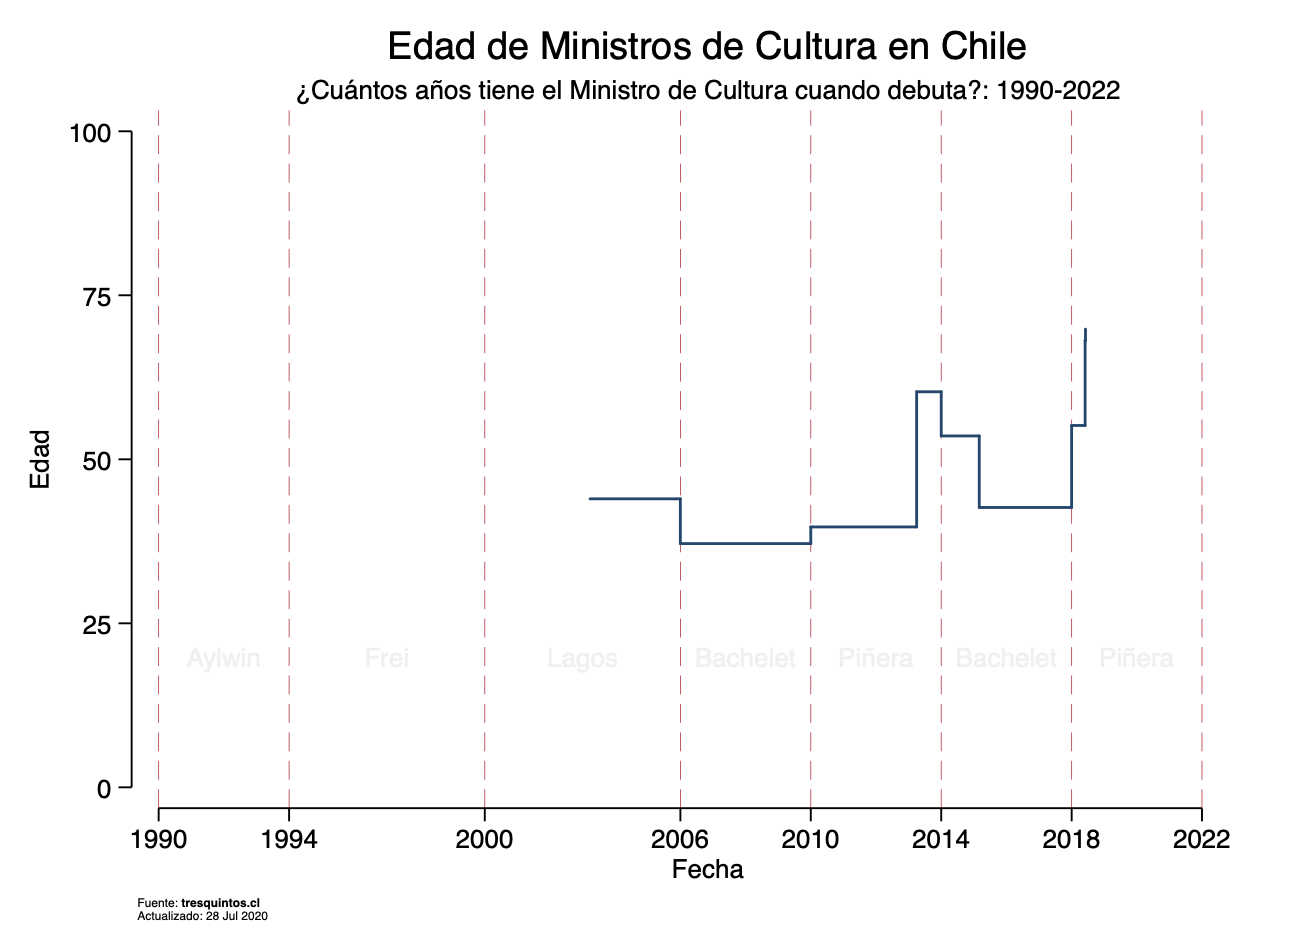 Edad de Ministros de Cultura en Chile
¿Cuántos años tiene el Ministro de Cultura cuando debuta?: 1990-2022
100
75
50
25
0
Edad
Aylwin Frei Lagos Bachelet Piñera Bachelet Piñera
1990 1994 2000 2006 2010 2014 2018 2022
Fecha
Fuente: tresquintos.cl
Actualizado: 28 Jul 2020